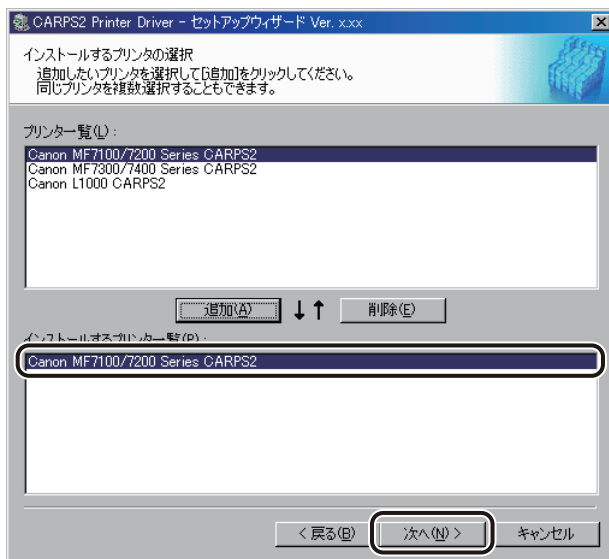 CARPS2 Printer Driver - セットアップウィザード Ver. x.xx
インストールするプリンタの選択
追加したいプリンタを選択して[追加]をクリックしてください。
同じプリンタを複数選択することもできます。
プリンター覧(L):
Canon MF7100/7200 Series CARPS2
Canon MF7300/7400 Series CARPS2
Canon L1000 CARPS2
追加(A) ↓↑ 削除(E)
インストールするプリンター覧(P):
Canon MF7100/7200 Series CARPS2
< 戻る(B) 次へ(N) > キャンセル